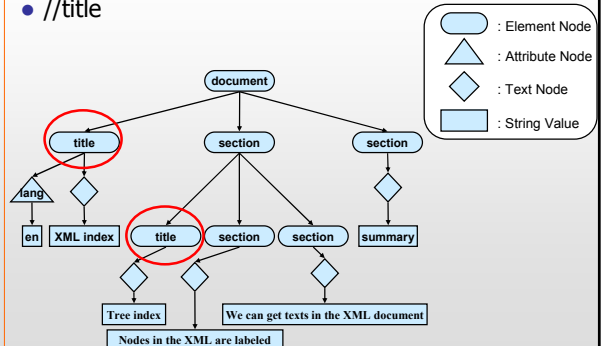 • //title
: Element Node
: Attribute Node
: Text Node
: String Value
document
title section section
lang
en XML index title section section summary
Tree index We can get texts in the XML document
Nodes in the XML are labeled